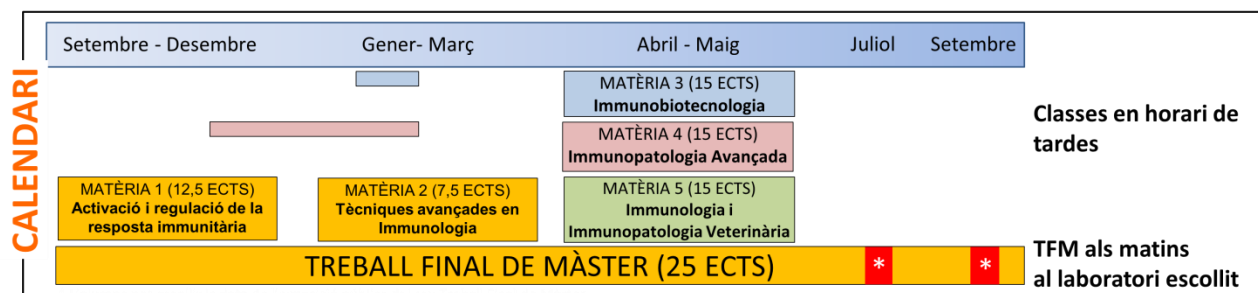 CALENDARI
Setembre - Desembre
Gener- Març
Abril - Maig
Juliol
Setembre
MATÈRIA 3 (15 ECTS)
Immunobiotecnologia
MATÈRIA 4 (15 ECTS)
Immunopatologia Avançada
MATÈRIA 1 (12,5 ECTS)
Activació i regulació de la
resposta immunitària
MATÈRIA 2 (7,5 ECTS)
Tècniques avançades en
Immunologia
MATÈRIA 5 (15 ECTS)
Immunologia i
Immunopatologia Veterinària
Classes en horari de
tardes
TREBALL FINAL DE MÀSTER (25 ECTS)
*
*
TFM als matins
al laboratori escollit